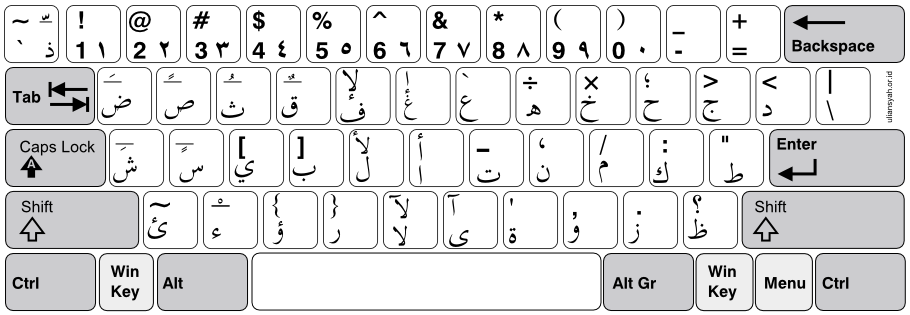 ~ ّ ` ذ ! 1 ١ @ 2 ٢ # 3 ٣ $ 4 ٤ % 5 ٥ ^ 6 ٦ & 7 ٧ * 8 ٨ ( 9 ٩ ) 0 ٠ _ - + = Backspace
Tab َ ض ً ص ُ ث ٌ ق لإ ف إ غ ` ع ÷ ه × خ ؛ ح > ج < د | \
uliansyah.or.id
Caps Lock A ِ ش ٍ س [ ي ] ب لأ ل أ ا ـ ت ، ن / م : ك " ط Enter
Shift ~ ئ ْ ء { ؤ } ر لآ لا آ ى ' ة , و . ز ؟ ظ Shift
Ctrl Win Key Alt Alt Gr Win Key Menu Ctrl